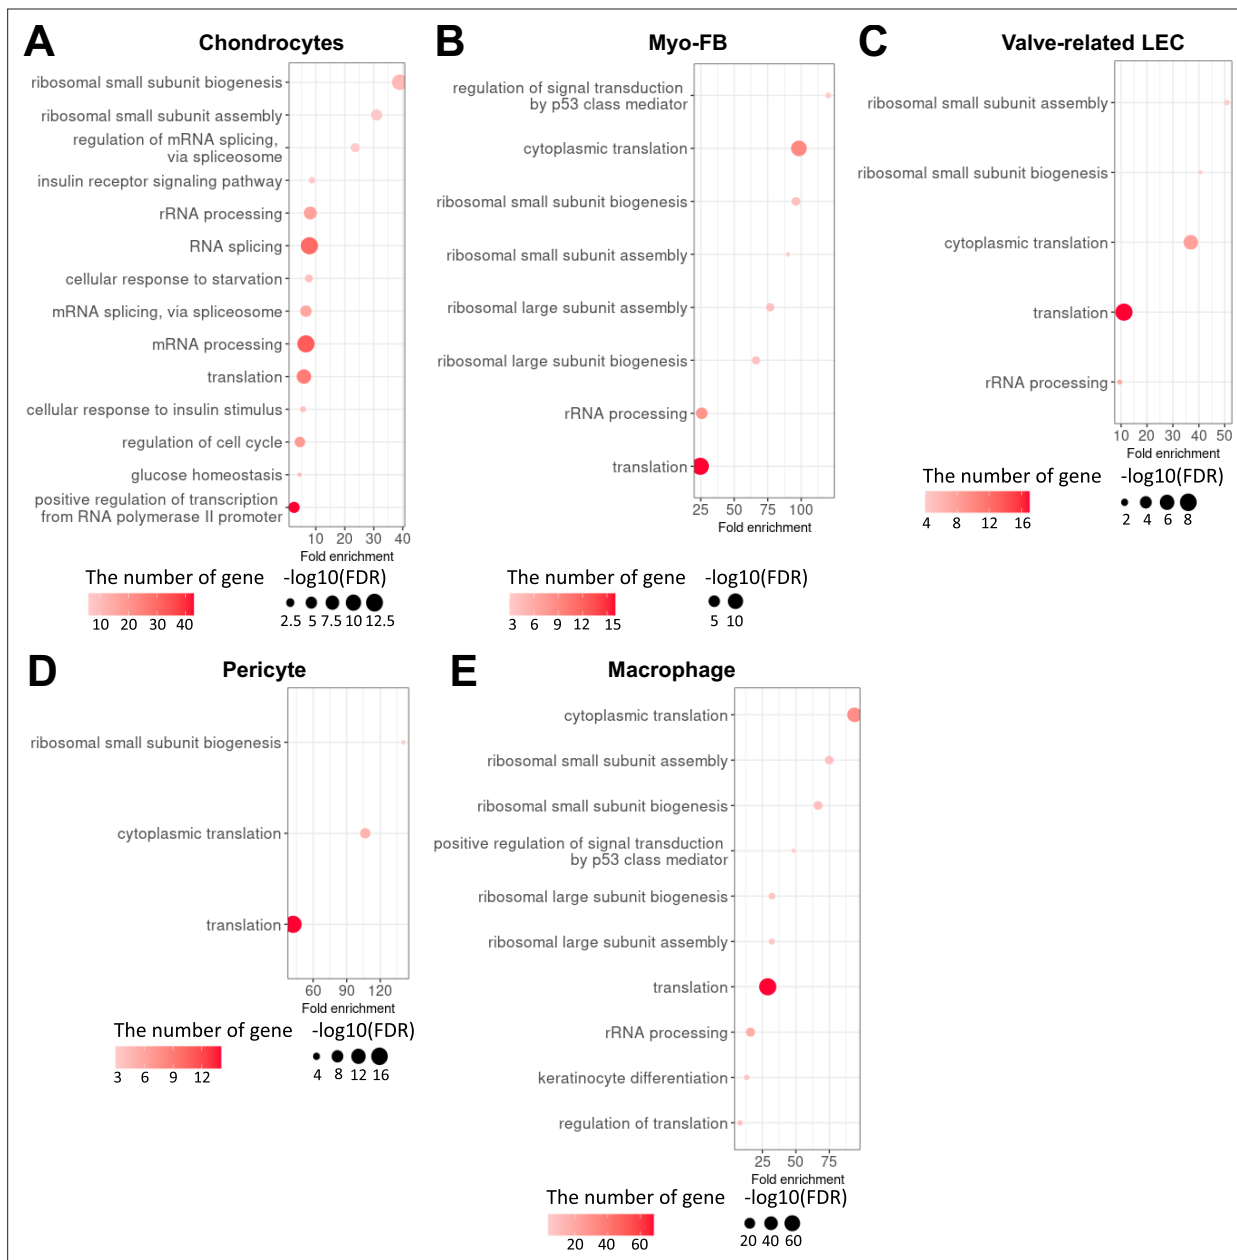 A
Chondrocytes
ribosomal small subunit biogenesis
ribosomal small subunit assembly
regulation of mRNA splicing,
via spliceosome
insulin receptor signaling pathway
rRNA processing
RNA splicing
cellular response to starvation
mRNA splicing, via spliceosome
mRNA processing
translation
cellular response to insulin stimulus
regulation of cell cycle
glucose homeostasis
positive regulation of transcription
from RNA polymerase II promoter
10 20 30 40
Fold enrichment
The number of gene
10 20 30 40
-log10(FDR)
2.5 5 7.5 10 12.5
B
Myo-FB
regulation of signal transduction
by p53 class mediator
cytoplasmic translation
ribosomal small subunit biogenesis
ribosomal small subunit assembly
ribosomal large subunit assembly
ribosomal large subunit biogenesis
rRNA processing
translation
25 50 75 100
Fold enrichment
The number of gene
3 6 9 12 15
-log10(FDR)
5 10
C
Valve-related LEC
ribosomal small subunit assembly
ribosomal small subunit biogenesis
cytoplasmic translation
translation
rRNA processing
10 20 30 40 50
Fold enrichment
The number of gene
4 8 12 16
-log10(FDR)
2 4 6 8
D
Pericyte
ribosomal small subunit biogenesis
cytoplasmic translation
translation
60 90 120
Fold enrichment
The number of gene
3 6 9 12
-log10(FDR)
4 8 12 16
E
Macrophage
cytoplasmic translation
ribosomal small subunit assembly
ribosomal small subunit biogenesis
positive regulation of signal transduction
by p53 class mediator
ribosomal large subunit biogenesis
ribosomal large subunit assembly
translation
rRNA processing
keratinocyte differentiation
regulation of translation
25 50 75
Fold enrichment
The number of gene
20 40 60
-log10(FDR)
20 40 60